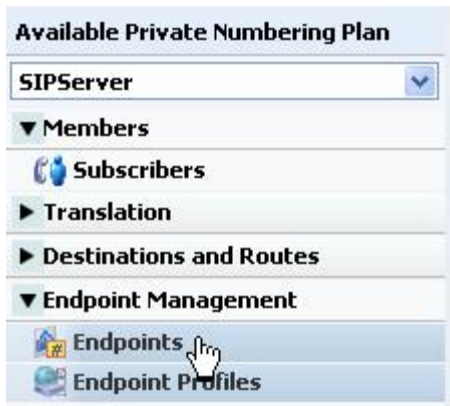 Available Private Numbering Plan
SIPServer
Members
Subscribers
Translation
Destinations and Routes
Endpoint Management
Endpoints
Endpoint Profiles